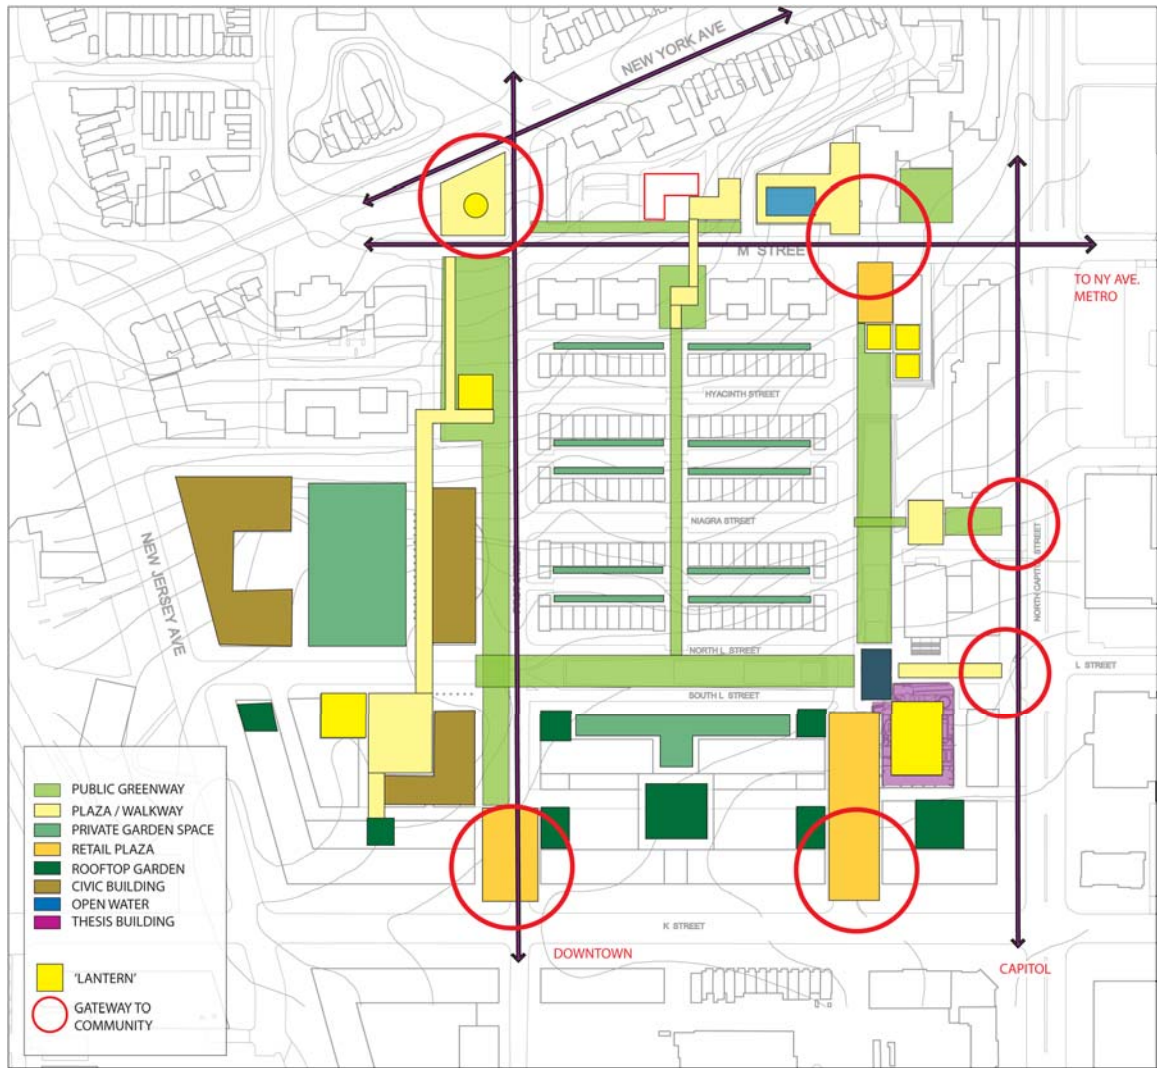 NEW YORK AVE
M STREET
TO NY AVE.
METRO
HYACINTH STREET
NIAGRA STREET
NORTH CAPITOL STREET
NEW JERSEY AVE
NORTH L STREET
L STREET
SOUTH L STREET
PUBLIC GREENWAY
PLAZA / WALKWAY
PRIVATE GARDEN SPACE
RETAIL PLAZA
ROOFTOP GARDEN
CIVIC BUILDING
OPEN WATER
THESIS BUILDING
'LANTERN'
GATEWAY TO
COMMUNITY
K STREET
DOWNTOWN
CAPITOL